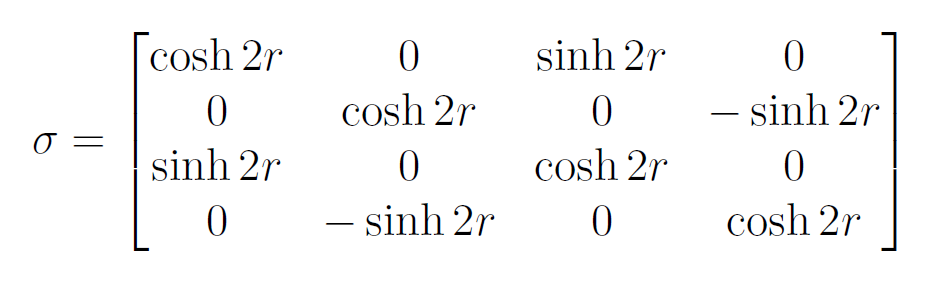 cosh 2r 0 sinh 2r 0
0 cosh 2r 0 − sinh 2r
σ =
sinh 2r 0 cosh 2r 0
0 − sinh 2r 0 cosh 2r